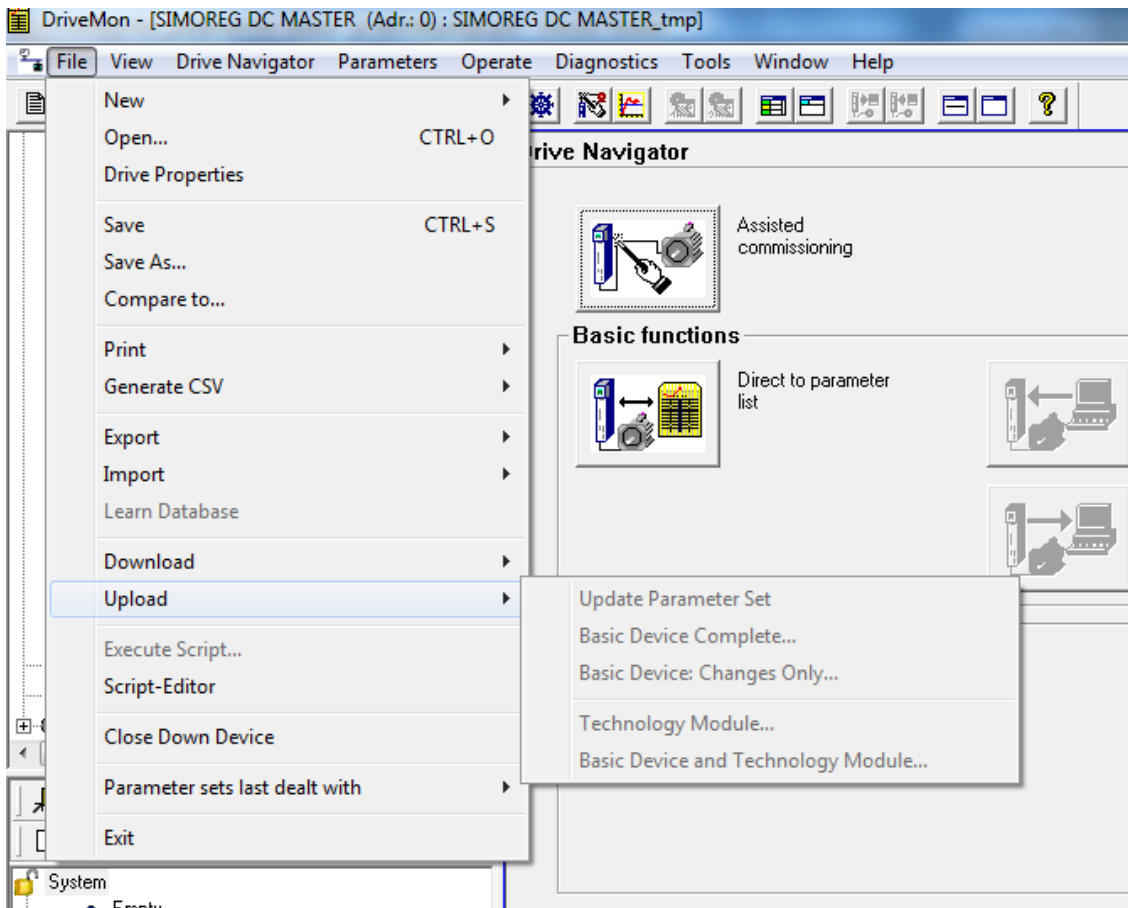 DriveMon - [SIMOREG DC MASTER (Adr.: 0) : SIMOREG DC MASTER_tmp]
File View Drive Navigator Parameters Operate Diagnostics Tools Window Help
New
Open... CTRL+O
Drive Properties
Save CTRL+S
Save As...
Compare to...
Print
Generate CSV
Export
Import
Learn Database
Download
Upload
Execute Script...
Script-Editor
Close Down Device
Parameter sets last dealt with
Exit
Update Parameter Set
Basic Device Complete...
Basic Device: Changes Only...
Technology Module...
Basic Device and Technology Module...
rive Navigator
Assisted
commissioning
Basic functions
Direct to parameter
list
System